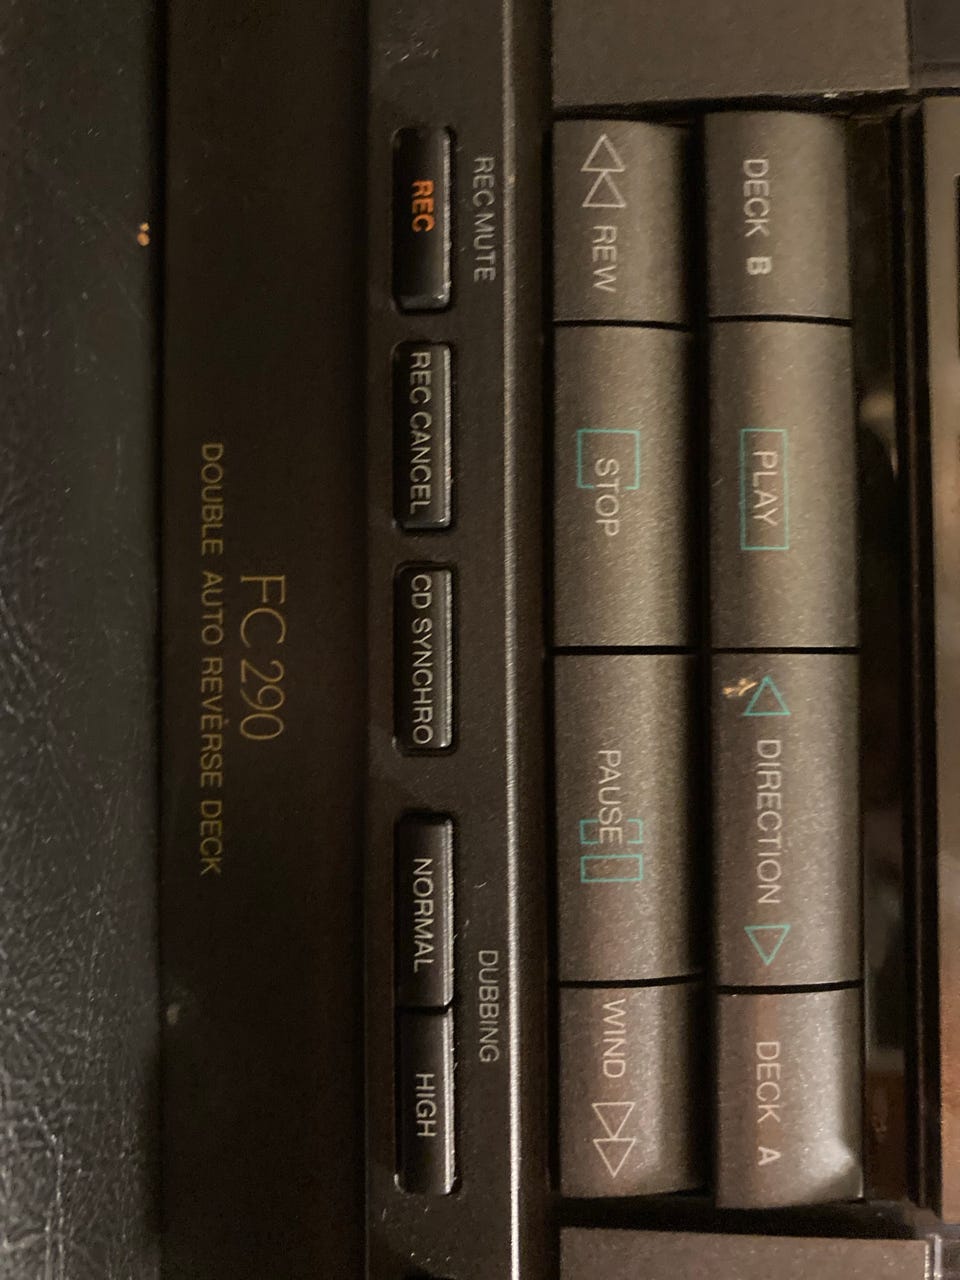 DECK B PLAY DIRECTION DECK A
REW STOP PAUSE WIND
REC MUTE DUBBING
REC REC CANCEL CD SYNCHRO NORMAL HIGH
FC 290
DOUBLE AUTO REVERSE DECK